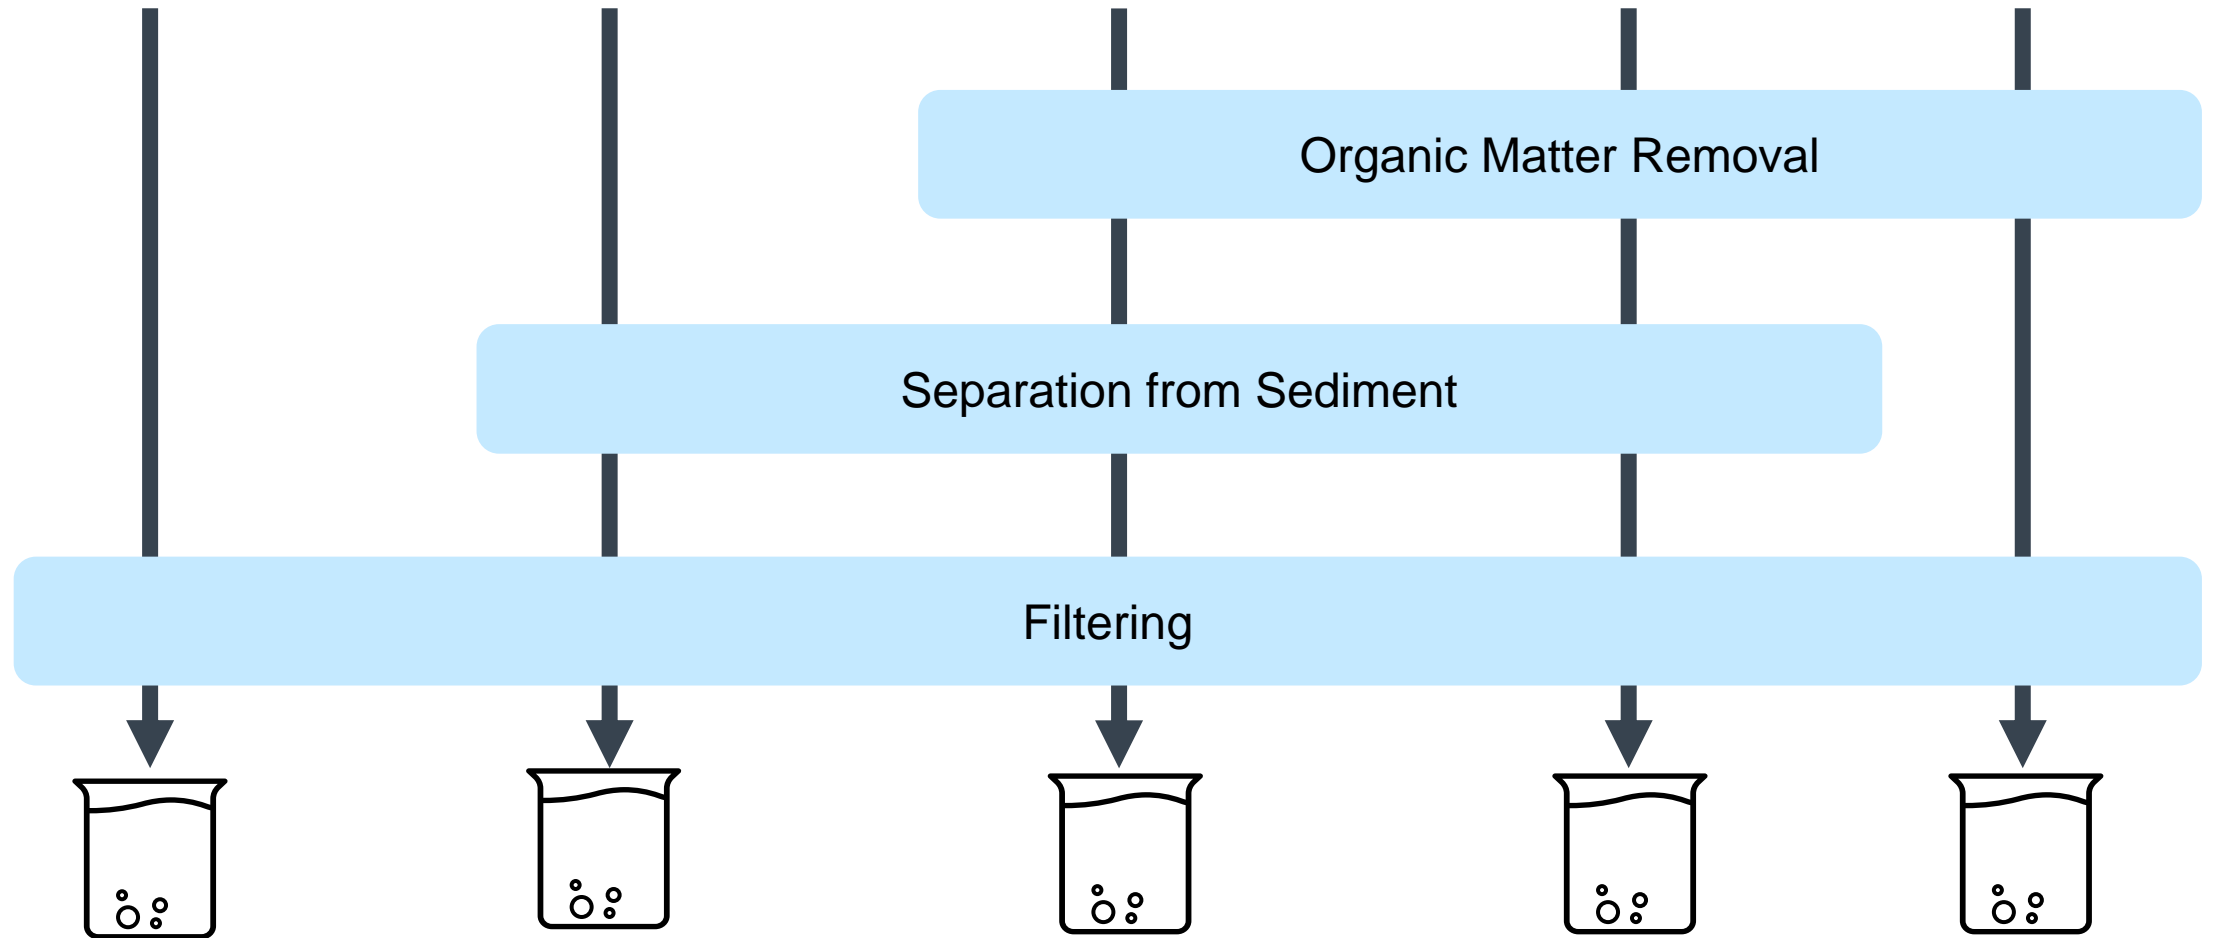 Organic Matter Removal
Separation from Sediment
Filtering